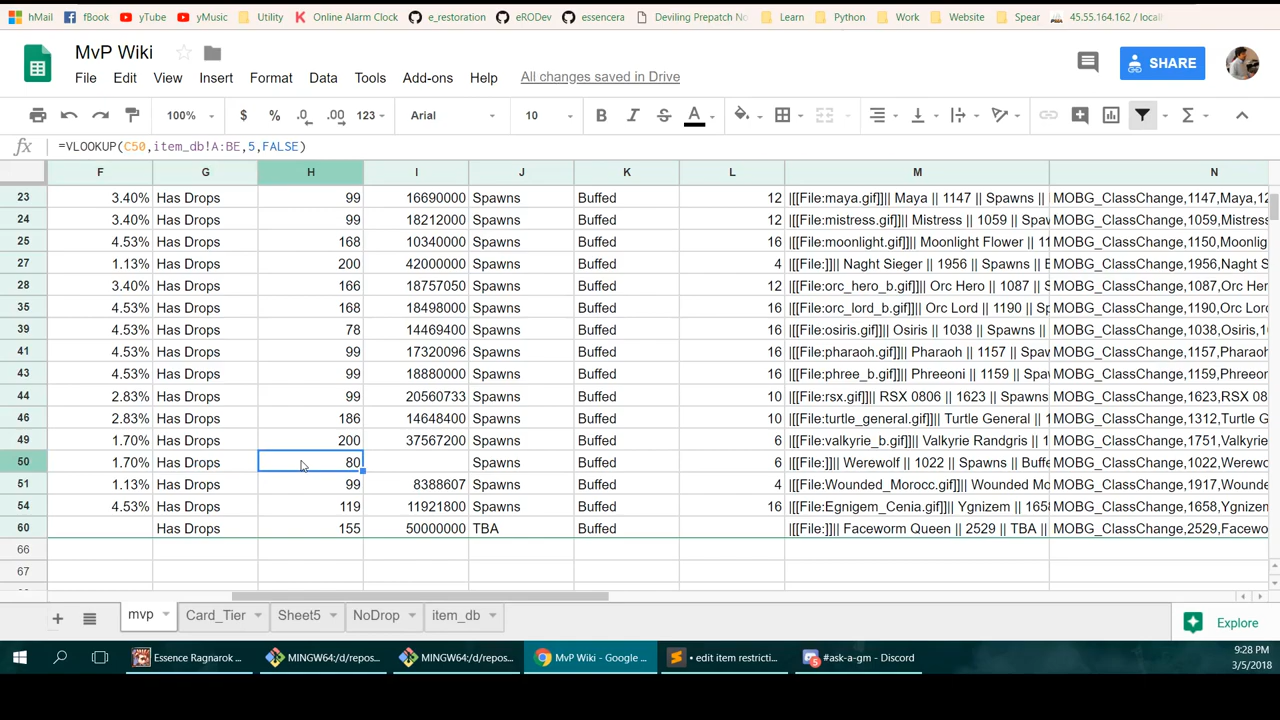 hMail fBook yTube yMusic Utility Online Alarm Clock e_restoration eRODev essencera Deviling Prepatch No Learn Python Work Website Spear 45.55.164.162 / local
MvP Wiki
File Edit View Insert Format Data Tools Add-ons Help All changes saved in Drive
SHARE
100% $ % .0 .00 123 Arial 10 B I A Σ
fx =VLOOKUP(C50,item_db!A:BE,5,FALSE)
F G H I J K L M N
23 3.40% Has Drops 99 16690000 Spawns Buffed 12 |[[File:maya.gif]]|| Maya || 1147 || Spawns || Buf MOBG_ClassChange,1147,Maya,12
24 3.40% Has Drops 99 18212000 Spawns Buffed 12 |[[File:mistress.gif]]|| Mistress || 1059 || Spaw MOBG_ClassChange,1059,Mistress
25 4.53% Has Drops 168 10340000 Spawns Buffed 16 |[[File:moonlight.gif]]|| Moonlight Flower || 11 MOBG_ClassChange,1150,Moonlig
27 1.13% Has Drops 200 42000000 Spawns Buffed 4 |[[File:]]|| Naght Sieger || 1956 || Spawns || B MOBG_ClassChange,1956,Naght S
28 3.40% Has Drops 166 18757050 Spawns Buffed 12 |[[File:orc_hero_b.gif]]|| Orc Hero || 1087 || S MOBG_ClassChange,1087,Orc Her
35 4.53% Has Drops 168 18498000 Spawns Buffed 16 |[[File:orc_lord_b.gif]]|| Orc Lord || 1190 || Sp MOBG_ClassChange,1190,Orc Lor
39 4.53% Has Drops 78 14469400 Spawns Buffed 16 |[[File:osiris.gif]]|| Osiris || 1038 || Spawns || MOBG_ClassChange,1038,Osiris,10
41 4.53% Has Drops 99 17320096 Spawns Buffed 16 |[[File:pharaoh.gif]]|| Pharaoh || 1157 || Spaw MOBG_ClassChange,1157,Pharaoh
43 4.53% Has Drops 99 18880000 Spawns Buffed 16 |[[File:phree_b.gif]]|| Phreeoni || 1159 || Spaw MOBG_ClassChange,1159,Phreeon
44 2.83% Has Drops 99 20560733 Spawns Buffed 10 |[[File:rsx.gif]]|| RSX 0806 || 1623 || Spawns MOBG_ClassChange,1623,RSX 08
46 2.83% Has Drops 186 14648400 Spawns Buffed 10 |[[File:turtle_general.gif]]|| Turtle General || 1 MOBG_ClassChange,1312,Turtle G
49 1.70% Has Drops 200 37567200 Spawns Buffed 6 |[[File:valkyrie_b.gif]]|| Valkyrie Randgris || 1 MOBG_ClassChange,1751,Valkyrie
50 1.70% Has Drops 80 Spawns Buffed 6 |[[File:]]|| Werewolf || 1022 || Spawns || Buffe MOBG_ClassChange,1022,Werewo
51 1.13% Has Drops 99 8388607 Spawns Buffed 4 |[[File:Wounded_Morocc.gif]]|| Wounded Mo MOBG_ClassChange,1917,Wounde
54 4.53% Has Drops 119 11921800 Spawns Buffed 16 |[[File:Egnigem_Cenia.gif]]|| Ygnizem || 1658 MOBG_ClassChange,1658,Ygnizem
60 Has Drops 155 50000000 TBA Buffed |[[File:]]|| Faceworm Queen || 2529 || TBA || MOBG_ClassChange,2529,Facewo
66
67
+ mvp Card_Tier Sheet5 NoDrop item_db Explore
Essence Ragnarok ... MINGW64:/d/repos... MINGW64:/d/repos... MvP Wiki - Google ... • edit item restricti... #ask-a-gm - Discord 9:28 PM
3/5/2018